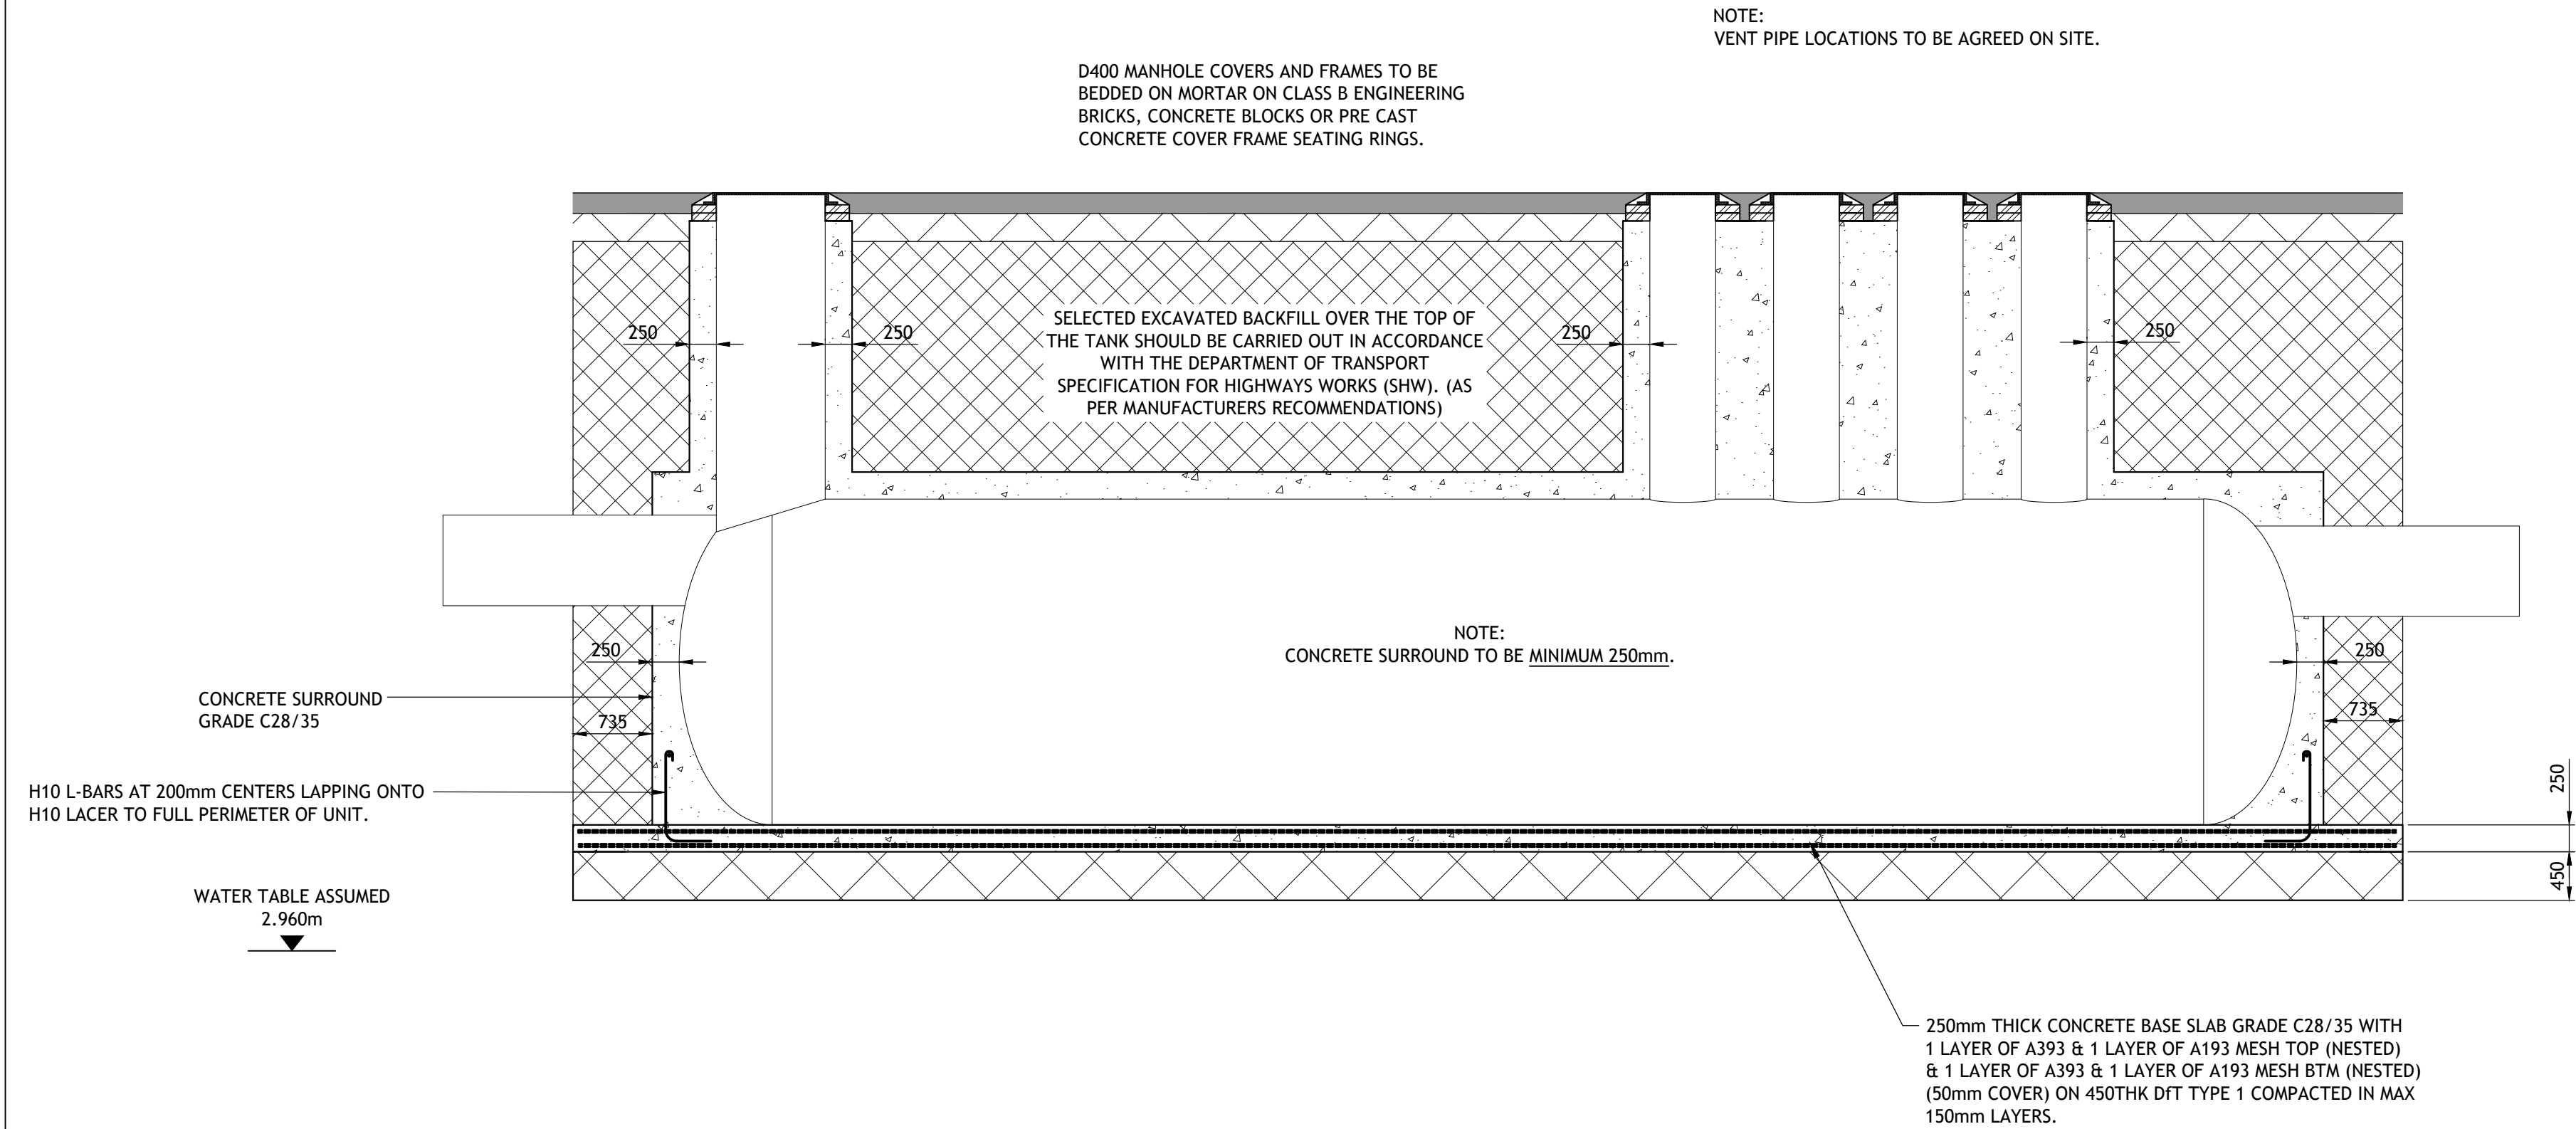 NOTE:
VENT PIPE LOCATIONS TO BE AGREED ON SITE.
D400 MANHOLE COVERS AND FRAMES TO BE
BEDDED ON MORTAR ON CLASS B ENGINEERING
BRICKS, CONCRETE BLOCKS OR PRE CAST
CONCRETE COVER FRAME SEATING RINGS.
250
250
250
250
SELECTED EXCAVATED BACKFILL OVER THE TOP OF
THE TANK SHOULD BE CARRIED OUT IN ACCORDANCE
WITH THE DEPARTMENT OF TRANSPORT
SPECIFICATION FOR HIGHWAYS WORKS (SHW). (AS
PER MANUFACTURERS RECOMMENDATIONS)
NOTE:
CONCRETE SURROUND TO BE MINIMUM 250mm.
250
250
CONCRETE SURROUND
GRADE C28/35
735
735
H10 L-BARS AT 200mm CENTERS LAPPING ONTO
H10 LACER TO FULL PERIMETER OF UNIT.
250
450
WATER TABLE ASSUMED
2.960m
250mm THICK CONCRETE BASE SLAB GRADE C28/35 WITH
1 LAYER OF A393 & 1 LAYER OF A193 MESH TOP (NESTED)
& 1 LAYER OF A393 & 1 LAYER OF A193 MESH BTM (NESTED)
(50mm COVER) ON 450THK DfT TYPE 1 COMPACTED IN MAX
150mm LAYERS.